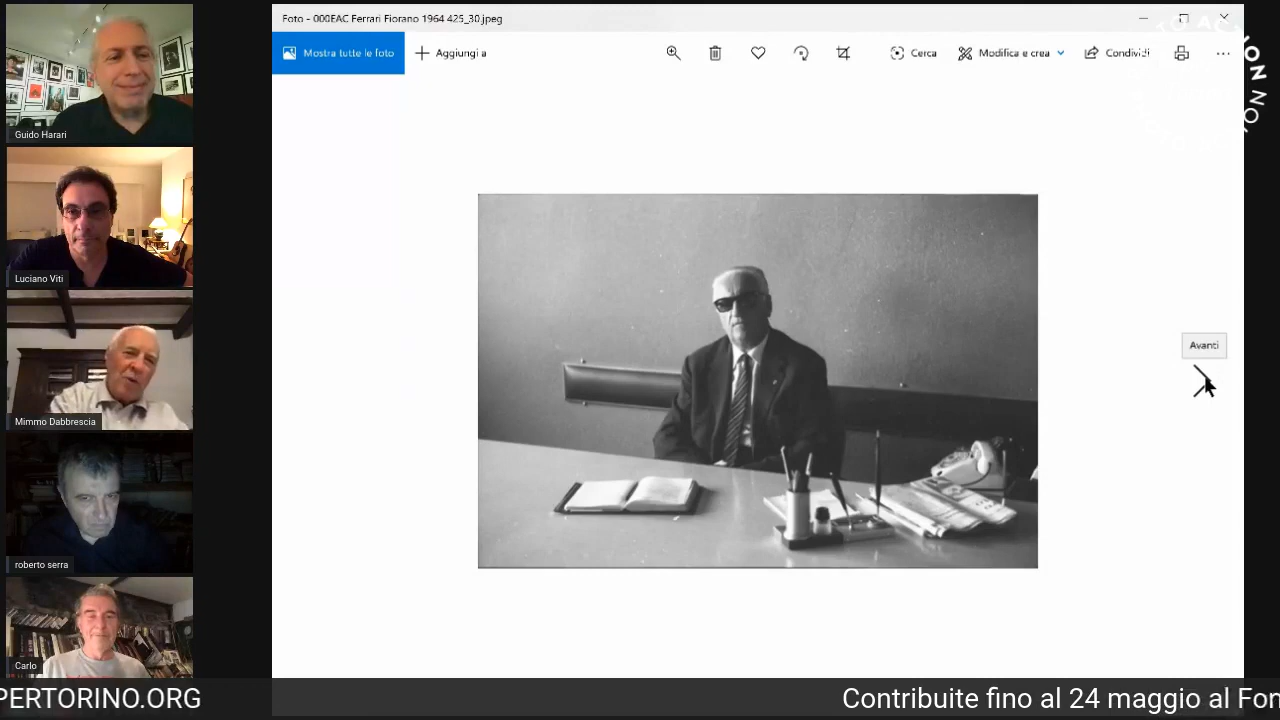 Foto - 000EAC Ferrari Fiorano 1964 425_30.jpeg
Mostra tutte le foto
Aggiungi a
Cerca
Modifica e crea
Condividi
Guido Harari
Luciano Viti
Mimmo Dabbrescia
roberto serra
Carlo
Avanti
PERTORINO.ORG
Contribuite fino al 24 maggio al Fon